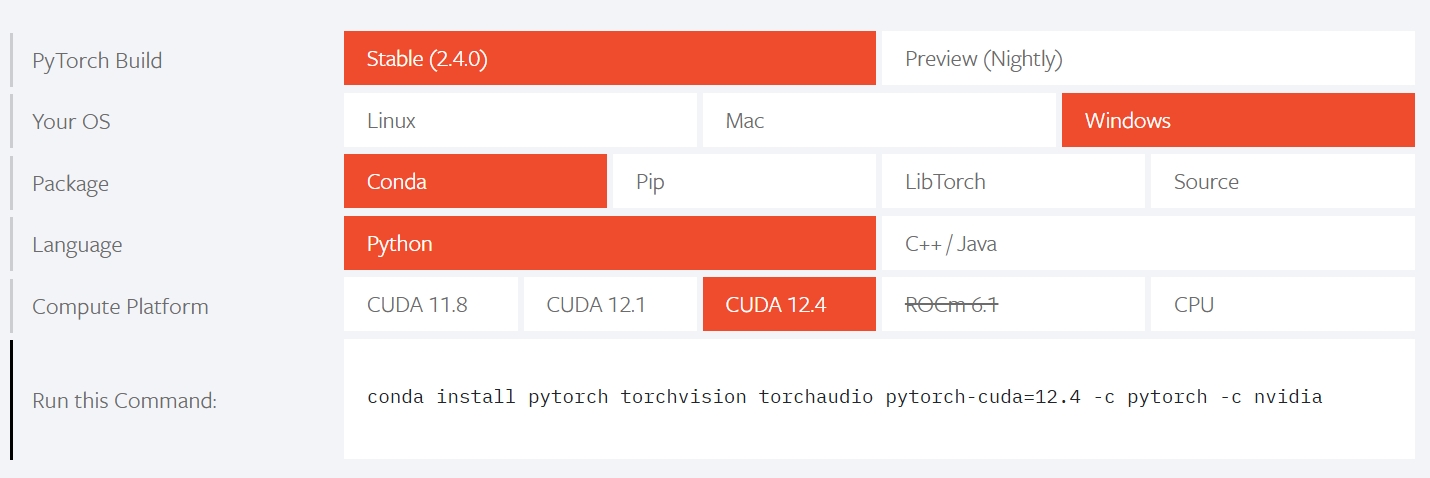 PyTorch Build Stable (2.4.0) Preview (Nightly)
Your OS Linux Mac Windows
Package Conda Pip LibTorch Source
Language Python C++ / Java
Compute Platform CUDA 11.8 CUDA 12.1 CUDA 12.4 ROCm 6.1 CPU
Run this Command: conda install pytorch torchvision torchaudio pytorch-cuda=12.4 -c pytorch -c nvidia